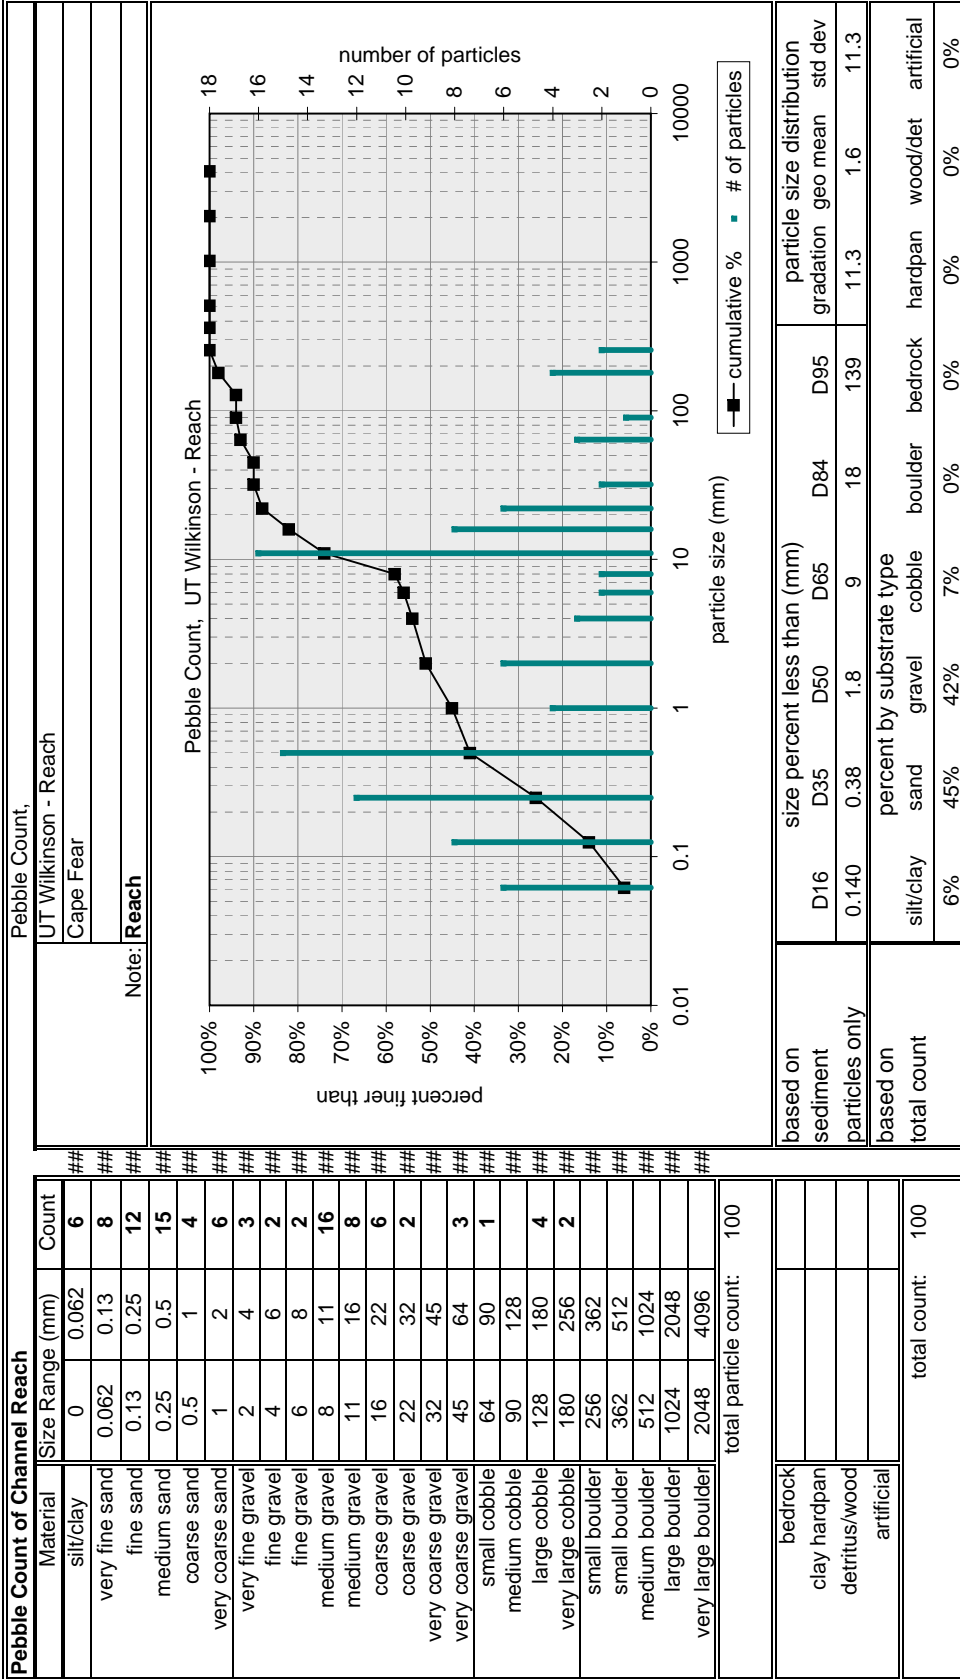 Pebble Count of Channel Reach
Material Size Range (mm) Count
silt/clay 0 0.062 6 ##
very fine sand 0.062 0.13 8 ##
fine sand 0.13 0.25 12 ##
medium sand 0.25 0.5 15 ##
coarse sand 0.5 1 4 ##
very coarse sand 1 2 6 ##
very fine gravel 2 4 3 ##
fine gravel 4 6 2 ##
fine gravel 6 8 2 ##
medium gravel 8 11 16 ##
medium gravel 11 16 8 ##
coarse gravel 16 22 6 ##
coarse gravel 22 32 2 ##
very coarse gravel 32 45 ##
very coarse gravel 45 64 3 ##
small cobble 64 90 1 ##
medium cobble 90 128 ##
large cobble 128 180 4 ##
very large cobble 180 256 2 ##
small boulder 256 362 ##
small boulder 362 512 ##
medium boulder 512 1024 ##
large boulder 1024 2048 ##
very large boulder 2048 4096 ##
total particle count: 100
bedrock
clay hardpan
detritus/wood
artificial
total count: 100
Pebble Count,
UT Wilkinson - Reach
Cape Fear
Note: Reach
Pebble Count, UT Wilkinson - Reach
100%
90%
80%
70%
60%
50%
40%
30%
20%
10%
0%
percent finer than
0.01 0.1 1 10 100 1000 10000
particle size (mm)
18
16
14
12
10
8
6
4
2
0
number of particles
cumulative % # of particles
based on
sediment
particles only
size percent less than (mm) particle size distribution
D16 D35 D50 D65 D84 D95 gradation geo mean std dev
0.140 0.38 1.8 9 18 139 11.3 1.6 11.3
based on
total count
percent by substrate type
silt/clay sand gravel cobble boulder bedrock hardpan wood/det artificial
6% 45% 42% 7% 0% 0% 0% 0% 0%